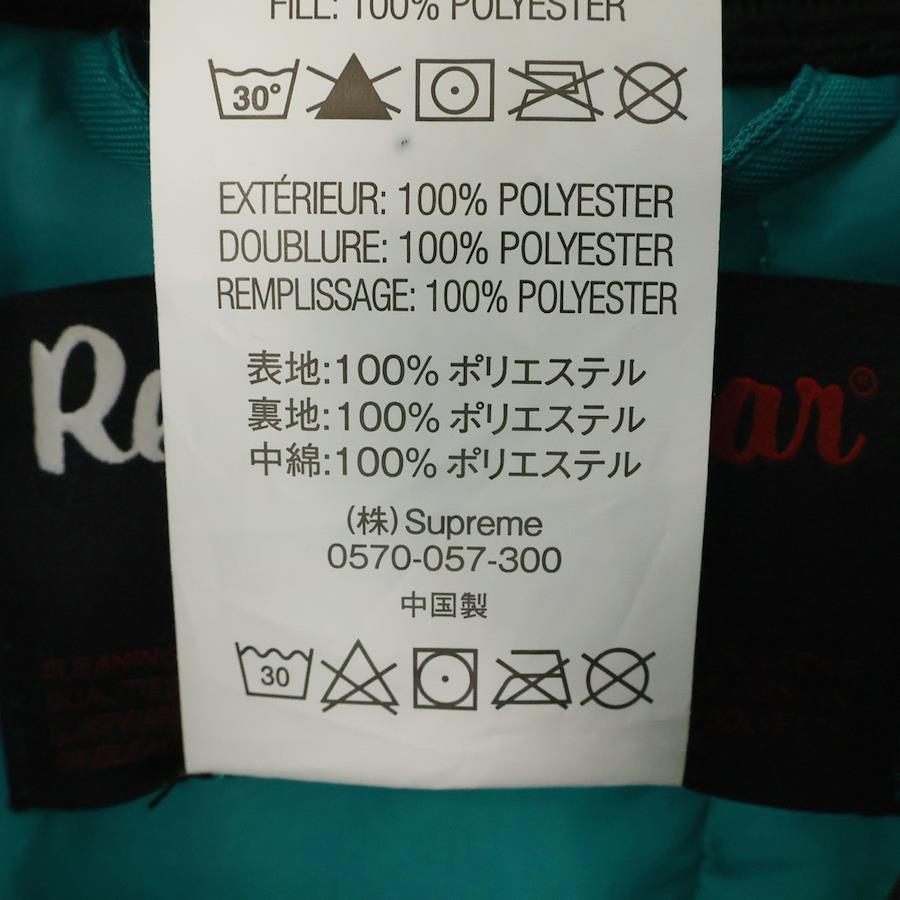 FILL: 100% POLYESTER
30°
EXTÉRIEUR: 100% POLYESTER
DOUBLURE: 100% POLYESTER
REMPLISSAGE: 100% POLYESTER
表地:100% ポリエステル
裏地:100% ポリエステル
中綿:100% ポリエステル
(株) Supreme
0570-057-300
中国製
30
Re
ar®